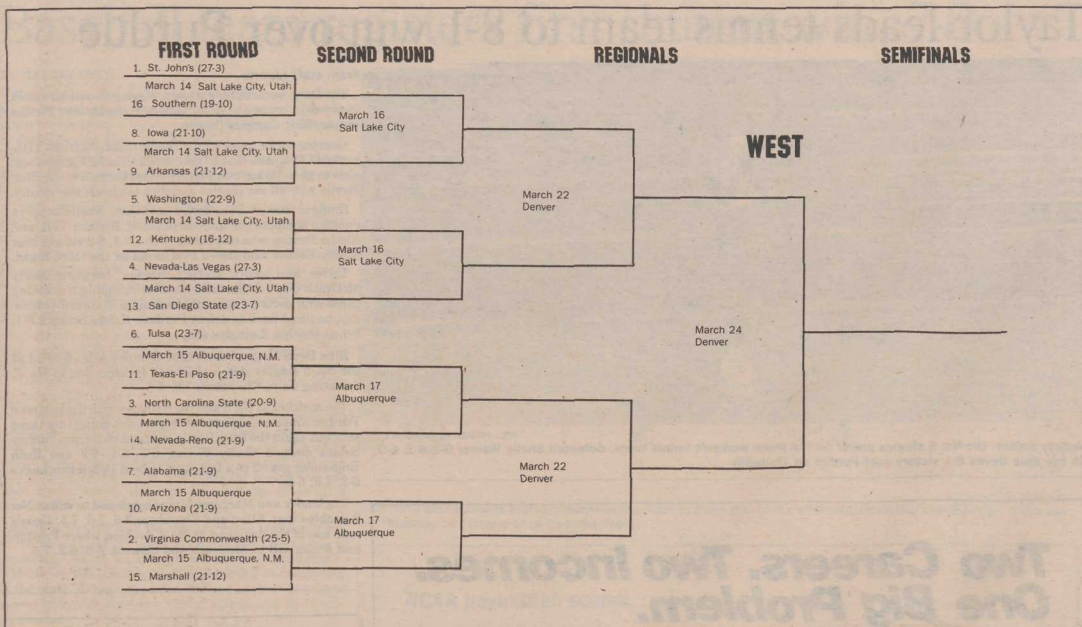 FIRST ROUND
SECOND ROUND
REGIONALS
SEMIFINALS
1. St. John's (27-3)
March 14 Salt Lake City, Utah
16. Southern (19-10)
March 16
Salt Lake City
8. Iowa (21-10)
March 14 Salt Lake City, Utah
9 Arkansas (21-12)
WEST
March 22
Denver
5. Washington (22-9)
March 14 Salt Lake City, Utah
12. Kentucky (16-12)
March 16
Salt Lake City
4. Nevada-Las Vegas (27-3)
March 14 Salt Lake City, Utah
13. San Diego State (23-7)
March 24
Denver
6. Tulsa (23-7)
March 15 Albuquerque, N.M.
11. Texas-El Paso (21-9)
March 17
Albuquerque
3. North Carolina State (20-9)
March 15 Albuquerque N.M.
14. Nevada-Reno (21-9)
March 22
Denver
7. Alabama (21-9)
March 15 Albuquerque
10. Arizona (21-9)
March 17
Albuquerque
2. Virginia Commonwealth (25-5)
March 15 Albuquerque, N.M.
15. Marshall (21-12)
Taylor leads tennis team to 8-1 win over Purdue
Two Careers. Two Incomes.
One Big Problem.